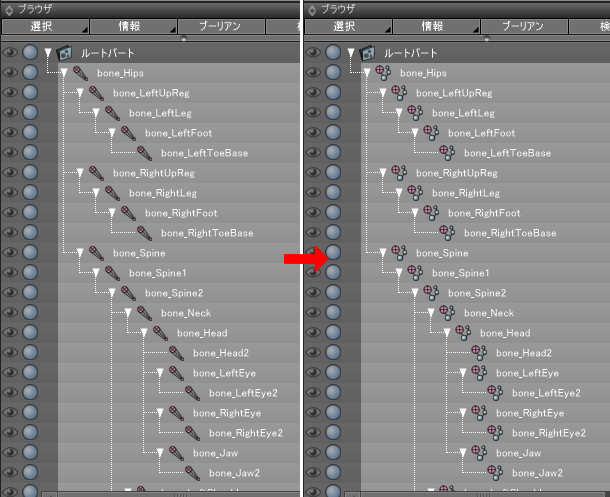 ブラウザ
選択 情報 ブーリアン
ルートパート
bone_Hips
bone_LeftUpReg
bone_LeftLeg
bone_LeftFoot
bone_LeftToeBase
bone_RightUpReg
bone_RightLeg
bone_RightFoot
bone_RightToeBase
bone_Spine
bone_Spine1
bone_Spine2
bone_Neck
bone_Head
bone_Head2
bone_LeftEye
bone_LeftEye2
bone_RightEye
bone_RightEye2
bone_Jaw
bone_Jaw2
ブラウザ
選択 情報 ブーリアン
ルートパート
bone_Hips
bone_LeftUpReg
bone_LeftLeg
bone_LeftFoot
bone_LeftToeBase
bone_RightUpReg
bone_RightLeg
bone_RightFoot
bone_RightToeBase
bone_Spine
bone_Spine1
bone_Spine2
bone_Neck
bone_Head
bone_Head2
bone_LeftEye
bone_LeftEye2
bone_RightEye
bone_RightEye2
bone_Jaw
bone_Jaw2